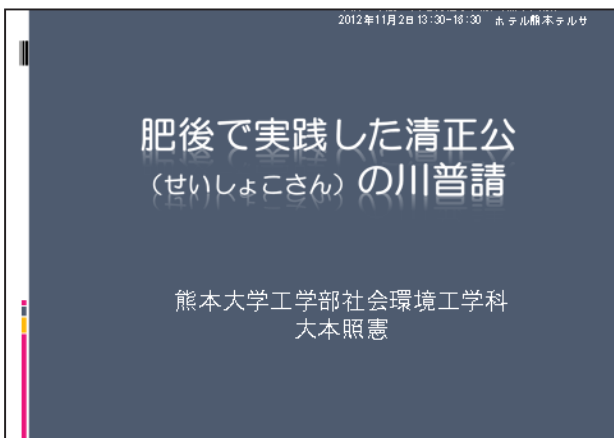 2012年11月2日13:30-16:30 ホテル熊本テルサ
肥後で実践した清正公
（せいしょこさん）の川普請
熊本大学工学部社会環境工学科
大本照憲